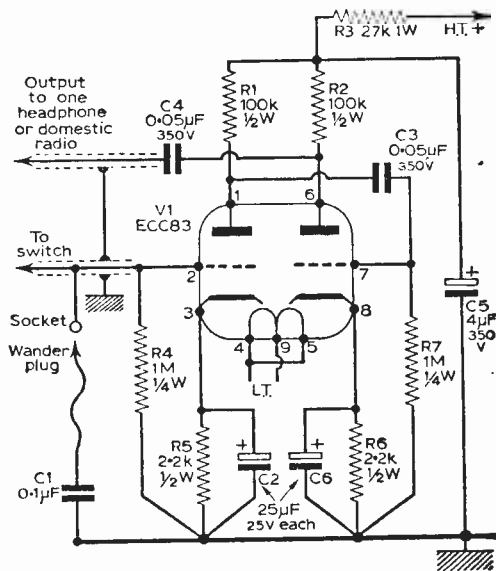 R3 27k 1W
H.T.+
Output
to one
headphone
or domestic
radio
C4
0·05µF
350V
R1
100k
½W
R2
100k
½W
C3
0·05µF
350V
V1
ECC83
1
6
To
switch
2
7
Socket
Wander
plug
3
8
4
9
5
L.T.
R4
1M
¼W
R7
1M
¼W
+
C5
4µF
350
V
C1
0·1µF
R5
2·2k
½W
+
C2
+
C6
25µF
25V each
R6
2·2k
½W